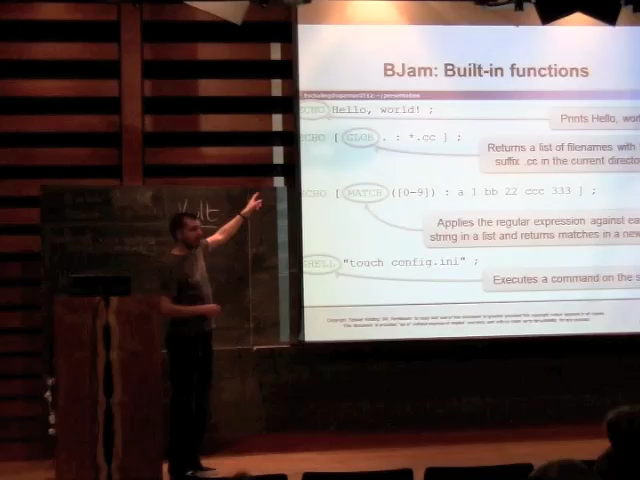 BJam: Built-in functions
ECHO Hello, world! ;
Prints Hello, wor
ECHO [ GLOB . : *.cc ] ;
Returns a list of filenames with
suffix .cc in the current directo
ECHO [ MATCH ([0-9]) : a 1 bb 22 ccc 333 ] ;
Applies the regular expression against ea
string in a list and returns matches in a new
SHELL "touch config.ini" ;
Executes a command on the s